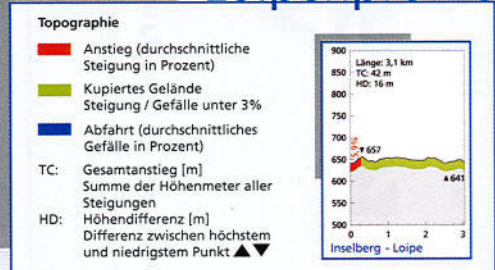 Topographie
Anstieg (durchschnittliche
Steigung in Prozent)
Kupiertes Gelände
Steigung / Gefälle unter 3%
Abfahrt (durchschnittliches
Gefälle in Prozent)
TC: Gesamtanstieg [m]
Summe der Höhenmeter aller
Steigungen
HD: Höhendifferenz [m]
Differenz zwischen höchstem
und niedrigstem Punkt ▲▼
900
850
800
750
700
650
600
550
500
Länge: 3,1 km
TC: 42 m
HD: 16 m
▼657
▲641
0 1 2 3
Inselberg - Loipe